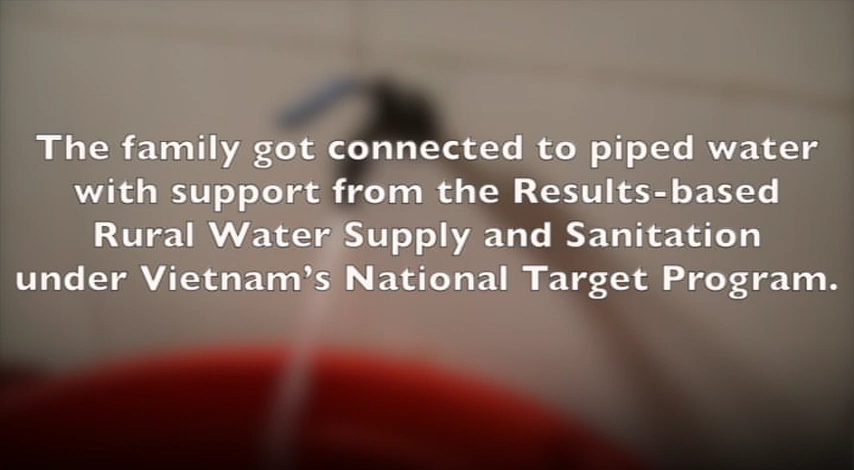 The family got connected to piped water
with support from the Results-based
Rural Water Supply and Sanitation
under Vietnam’s National Target Program.